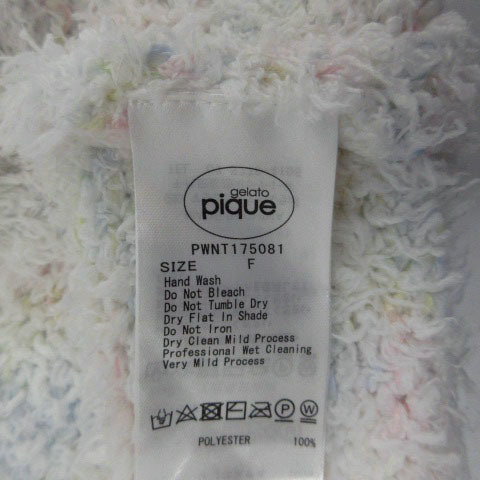 gelato
pique
PWNT175081
SIZE F
Hand Wash
Do Not Bleach
Do Not Tumble Dry
Dry Flat In Shade
Do Not Iron
Dry Clean Mild Process
Professional Wet Cleaning
Very Mild Process
P W
POLYESTER 100%